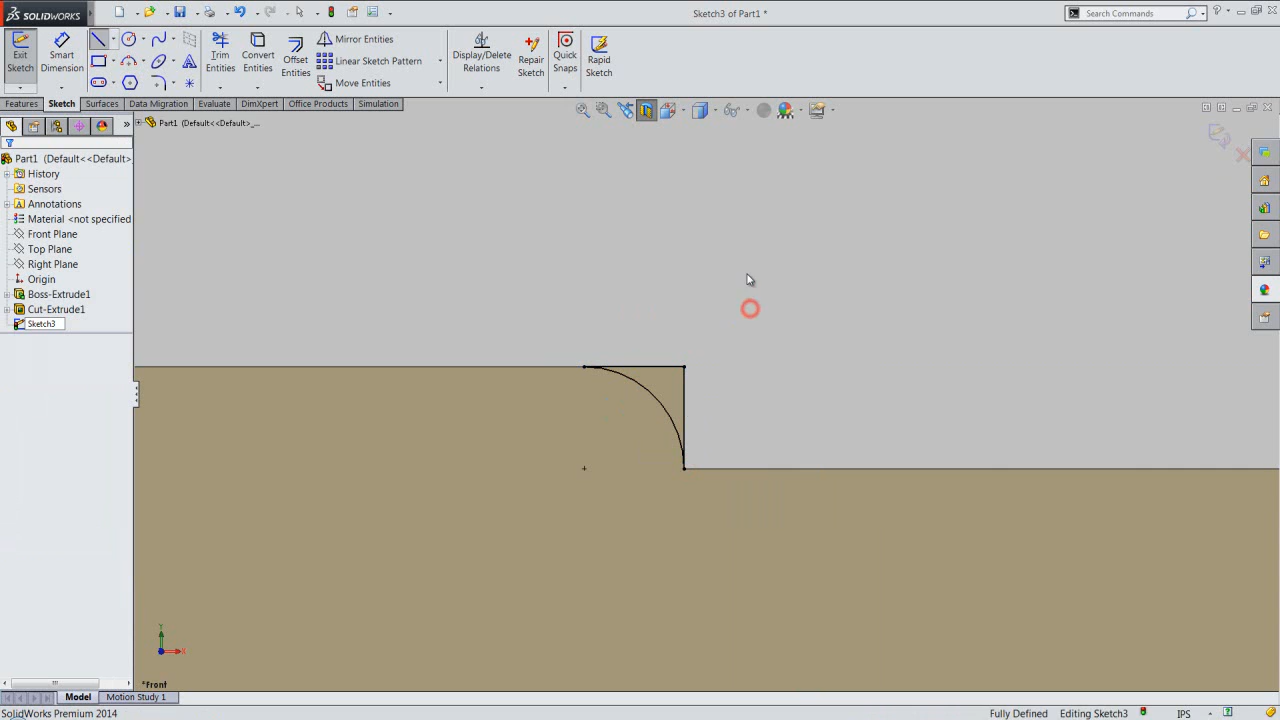 SOLIDWORKS
Sketch3 of Part1 *
Search Commands
Exit Sketch
Smart Dimension
Trim Entities
Convert Entities
Offset Entities
Mirror Entities
Linear Sketch Pattern
Move Entities
Display/Delete Relations
Repair Sketch
Quick Snaps
Rapid Sketch
Features
Sketch
Surfaces
Data Migration
Evaluate
DimXpert
Office Products
Simulation
Part1 (Default<<Default>_...
Part1 (Default<<Default>
History
Sensors
Annotations
Material <not specified
Front Plane
Top Plane
Right Plane
Origin
Boss-Extrude1
Cut-Extrude1
Sketch3
Y
X
*Front
Model
Motion Study 1
SolidWorks Premium 2014
Fully Defined
Editing Sketch3
IPS